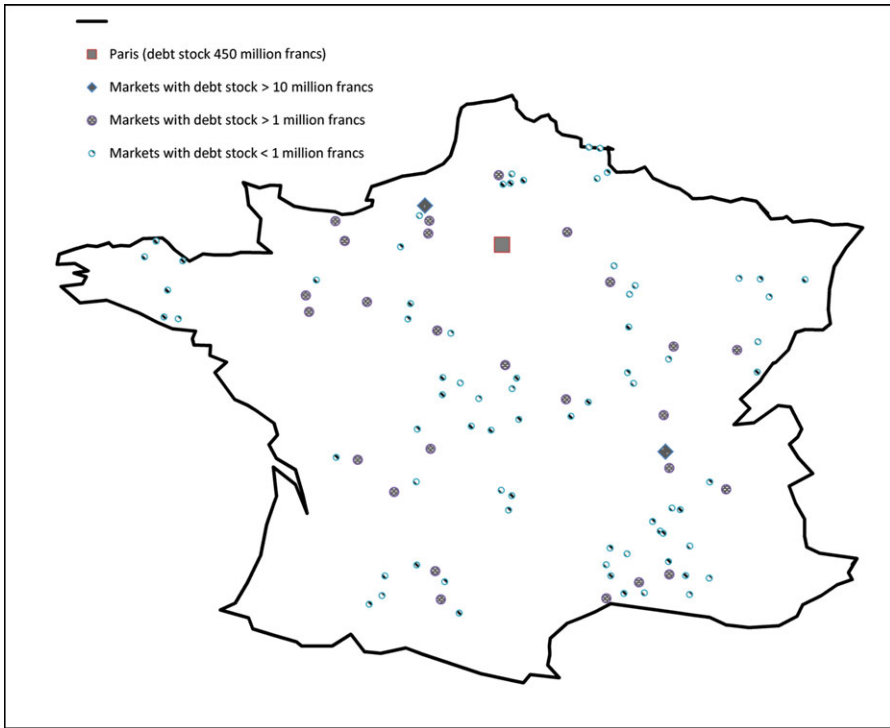 Paris (debt stock 450 million francs)
Markets with debt stock > 10 million francs
Markets with debt stock > 1 million francs
Markets with debt stock < 1 million francs